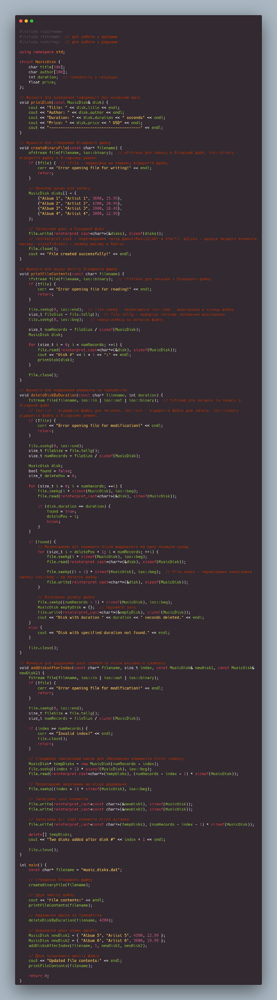 #include <iostream>
#include <fstream>  // для роботи з файлами
#include <cstring>  // для роботи з рядками
using namespace std;
struct MusicDisk {
    char title[100];
    char author[100];
    int duration;  // тривалість у секундах
    float price;
};
// Функція для виведення інформації про музичний диск
void printDisk(const MusicDisk& disk) {
    cout << "Title: " << disk.title << endl;
    cout << "Author: " << disk.author << endl;
    cout << "Duration: " << disk.duration << " seconds" << endl;
    cout << "Price: " << disk.price << " USD" << endl;
    cout << "----------------------------------------" << endl;
}
// Функція для створення бінарного файлу
void createBinaryFile(const char* filename) {
    ofstream file(filename, ios::binary);  // ofstream для запису в бінарний файл, ios::binary -
відкриття файлу в бінарному режимі
    if (!file) {  // !file - перевірка на помилку відкриття файлу
        cerr << "Error opening file for writing!" << endl;
        return;
    }
    // Приклад даних для запису
    MusicDisk disks[] = {
        {"Album 1", "Artist 1", 3600, 15.99},
        {"Album 2", "Artist 2", 4200, 20.99},
        {"Album 3", "Artist 3", 3900, 18.49},
        {"Album 4", "Artist 4", 3000, 12.99}
    };
    // Записуємо дані в бінарний файл
    file.write(reinterpret_cast<char*>(&disks), sizeof(disks));
    // reinterpret_cast - перетворення типів даних(MusicDisk* в char*), &disks - адреса першого елемента
масиву, sizeof(disks) - розмір масиву в байтах
    file.close();
    cout << "File created successfully!" << endl;
}
// Функція для друку вмісту бінарного файлу
void printFileContents(const char* filename) {
    ifstream file(filename, ios::binary);  // ifstream для читання з бінарного файлу
    if (!file) {
        cerr << "Error opening file for reading!" << endl;
        return;
    }
    file.seekg(0, ios::end);  // file.seekg - переміщення ios::end - вказівника в кінець файлу
    size_t fileSize = file.tellg();  // file.tellg - повертає поточне положення вказівника
    file.seekg(0, ios::beg);   // повертаємось на початок файлу
    size_t numRecords = fileSize / sizeof(MusicDisk);
    MusicDisk disk;
    for (size_t i = 0; i < numRecords; ++i) {
        file.read(reinterpret_cast<char*>(&disk), sizeof(MusicDisk));
        cout << "Disk #" << i + 1 << ":" << endl;
        printDisk(disk);
    }
    file.close();
}
// Функція для видалення елемента за тривалістю
void deleteDiskByDuration(const char* filename, int duration) {
    fstream file(filename, ios::in | ios::out | ios::binary);  // fstream для читання та запису з
бінарний файл
    // ios::in - відкриття файлу для читання, ios::out - відкриття файлу для запису, ios::binary -
відкриття файлу в бінарному режимі
    if (!file) {
        cerr << "Error opening file for modification!" << endl;
        return;
    }
    file.seekg(0, ios::end);
    size_t fileSize = file.tellg();
    size_t numRecords = fileSize / sizeof(MusicDisk);
    MusicDisk disk;
    bool found = false;
    size_t deletePos = 0;
    for (size_t i = 0; i < numRecords; ++i) {
        file.seekg(i * sizeof(MusicDisk), ios::beg);
        file.read(reinterpret_cast<char*>(&disk), sizeof(MusicDisk));
        if (disk.duration == duration) {
            found = true;
            deletePos = i;
            break;
        }
    }
    if (found) {
        // Переміщаємо всі елементи після видаленого на одну позицію назад
        for (size_t i = deletePos + 1; i < numRecords; ++i) {
            file.seekg(i * sizeof(MusicDisk), ios::beg);
            file.read(reinterpret_cast<char*>(&disk), sizeof(MusicDisk));
            file.seekp((i - 1) * sizeof(MusicDisk), ios::beg);  // file.seekp - переміщення вказівника
запису ios::beg - на початок файлу
            file.write(reinterpret_cast<char*>(&disk), sizeof(MusicDisk));
        }
        // Оновлюємо розмір файлу
        file.seekp((numRecords - 1) * sizeof(MusicDisk), ios::beg);
        MusicDisk emptyDisk = {};  // Порожній диск
        file.write(reinterpret_cast<char*>(&emptyDisk), sizeof(MusicDisk));
        cout << "Disk with duration " << duration << " seconds deleted." << endl;
    }
    else {
        cout << "Disk with specified duration not found." << endl;
    }
    file.close();
}
// Функція для додавання двох елементів після вказаного елемента
void addDisksAfterIndex(const char* filename, size_t index, const MusicDisk& newDisk1, const MusicDisk&
newDisk2) {
    fstream file(filename, ios::in | ios::out | ios::binary);
    if (!file) {
        cerr << "Error opening file for modification!" << endl;
        return;
    }
    file.seekg(0, ios::end);
    size_t fileSize = file.tellg();
    size_t numRecords = fileSize / sizeof(MusicDisk);
    if (index >= numRecords) {
        cerr << "Invalid index!" << endl;
        file.close();
        return;
    }
    // Створюємо тимчасовий масив для збереження елементів після індексу
    MusicDisk* tempDisks = new MusicDisk[numRecords - index];
    file.seekg((index + 1) * sizeof(MusicDisk), ios::beg);
    file.read(reinterpret_cast<char*>(tempDisks), (numRecords - index - 1) * sizeof(MusicDisk));
    // Переміщаємо вказівник на місце додавання
    file.seekp((index + 1) * sizeof(MusicDisk), ios::beg);
    // Записуємо нові елементи
    file.write(reinterpret_cast<const char*>(&newDisk1), sizeof(MusicDisk));
    file.write(reinterpret_cast<const char*>(&newDisk2), sizeof(MusicDisk));
    // Записуємо всі інші елементи після вставки
    file.write(reinterpret_cast<const char*>(tempDisks), (numRecords - index - 1) * sizeof(MusicDisk));
    delete[] tempDisks;
    cout << "Two disks added after disk #" << index + 1 << endl;
    file.close();
}
int main() {
    const char* filename = "music_disks.dat";
    // Створення бінарного файлу
    createBinaryFile(filename);
    // Друк вмісту файлу
    cout << "File contents:" << endl;
    printFileContents(filename);
    // Видалення диска за тривалістю
    deleteDiskByDuration(filename, 4200);
    // Додавання двох нових дисків
    MusicDisk newDisk1 = { "Album 5", "Artist 5", 4500, 22.99 };
    MusicDisk newDisk2 = { "Album 6", "Artist 6", 3600, 19.99 };
    addDisksAfterIndex(filename, 1, newDisk1, newDisk2);
    // Друк оновленого вмісту файлу
    cout << "Updated file contents:" << endl;
    printFileContents(filename);
    return 0;
}